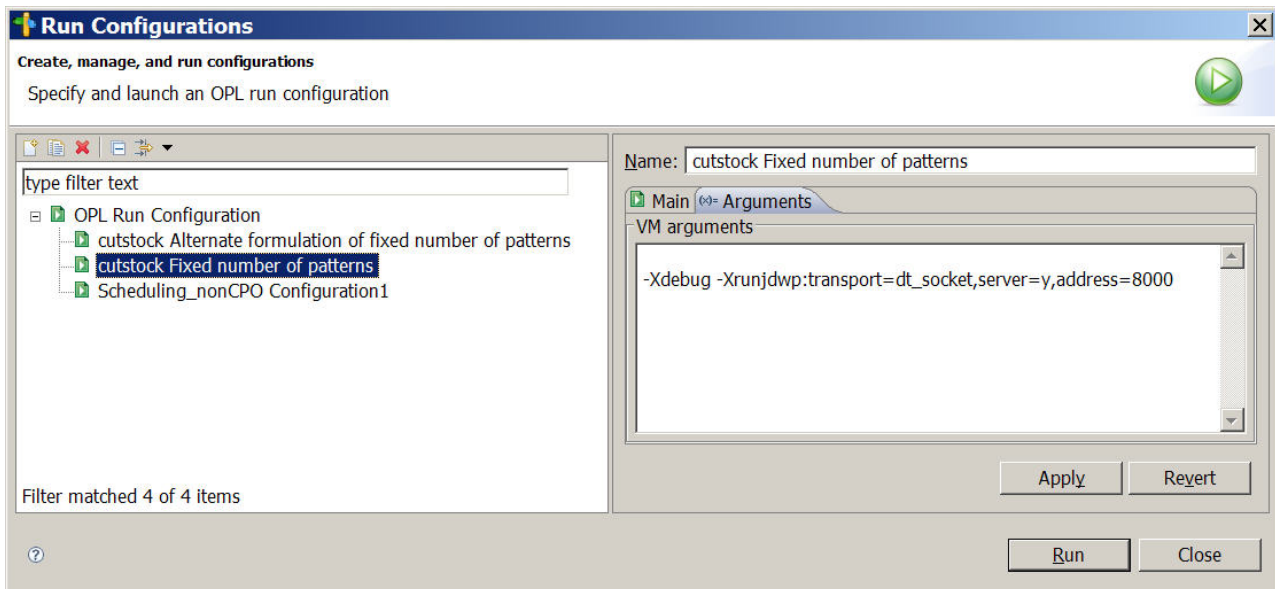 Run Configurations
Create, manage, and run configurations
Specify and launch an OPL run configuration
type filter text
OPL Run Configuration
cutstock Alternate formulation of fixed number of patterns
cutstock Fixed number of patterns
Scheduling_nonCPO Configuration1
Filter matched 4 of 4 items
Name: cutstock Fixed number of patterns
Main (x)= Arguments
VM arguments
-Xdebug -Xrunjdwp:transport=dt_socket,server=y,address=8000
Apply Revert
? Run Close